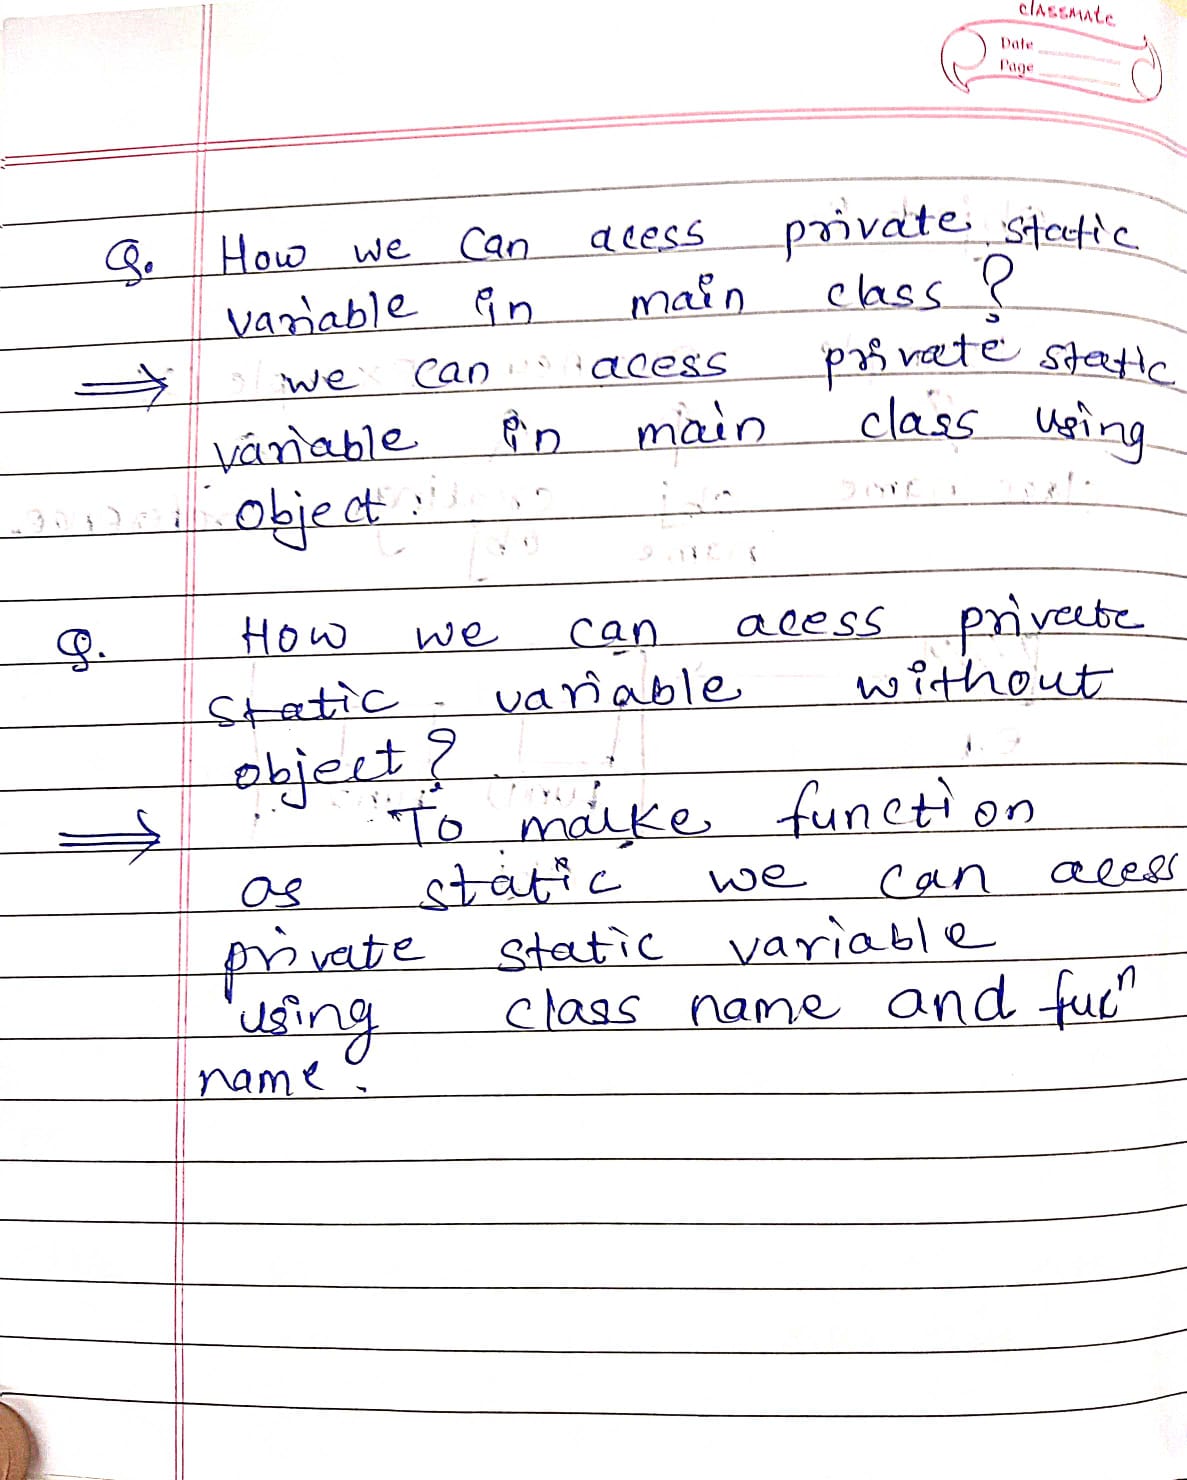 classmate
Date
Page
Q. How we can acess private static
variable in main class?
⇒ we can acess private static
variable in main class using
object.
Q. How we can acess private
static variable without
object?
⇒ To make function
as static we can acess
private static variable
using class name and fucⁿ
name.